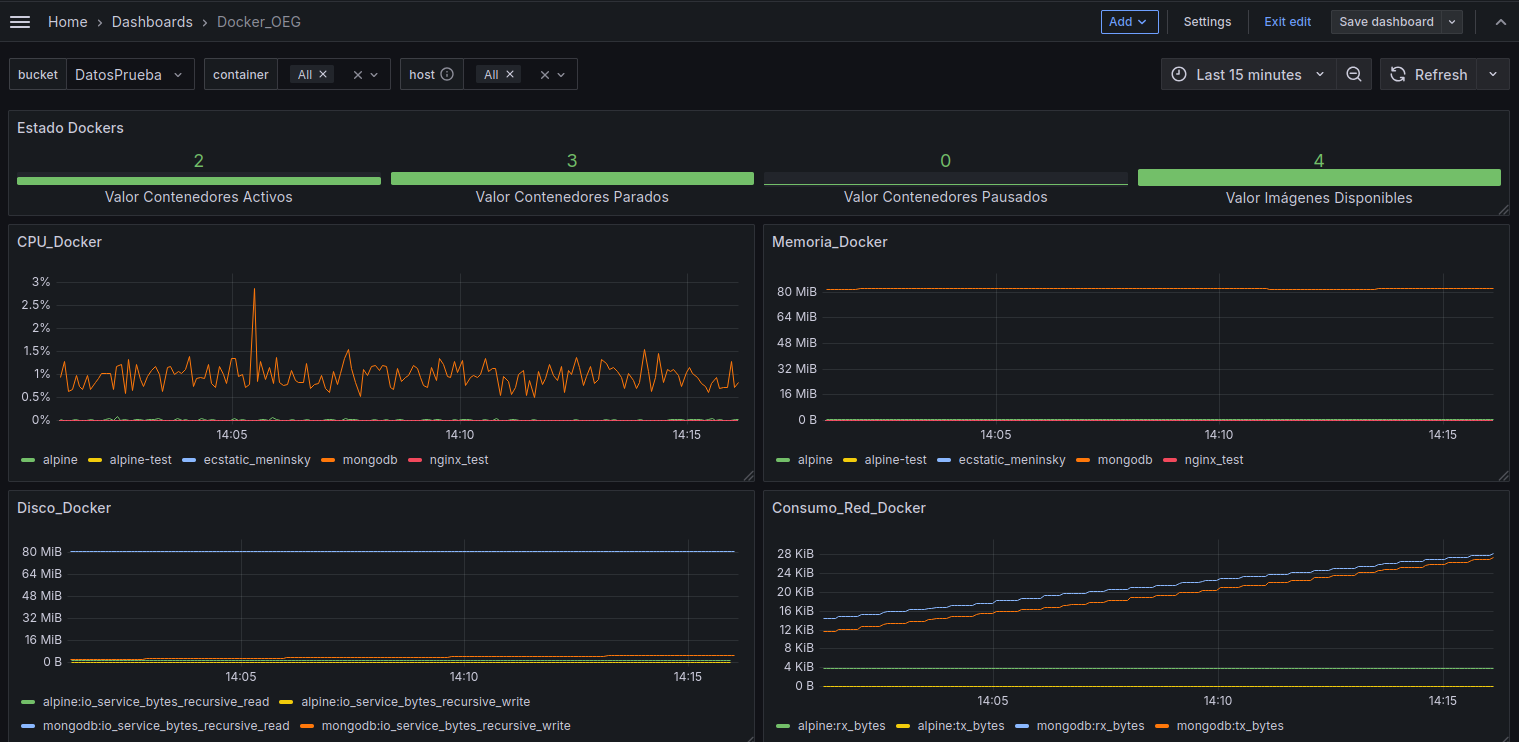 Home › Dashboards › Docker_OEG Add Settings Exit edit Save dashboard
bucket DatosPrueba container All × × host All × × Last 15 minutes Refresh
Estado Dockers
2 3 0 4
Valor Contenedores Activos Valor Contenedores Parados Valor Contenedores Pausados Valor Imágenes Disponibles
CPU_Docker
3%
2.5%
2%
1.5%
1%
0.5%
0%
14:05 14:10 14:15
alpine alpine-test ecstatic_meninsky mongodb nginx_test
Memoria_Docker
80 MiB
64 MiB
48 MiB
32 MiB
16 MiB
0 B
14:05 14:10 14:15
alpine alpine-test ecstatic_meninsky mongodb nginx_test
Disco_Docker
80 MiB
64 MiB
48 MiB
32 MiB
16 MiB
0 B
14:05 14:10 14:15
alpine:io_service_bytes_recursive_read alpine:io_service_bytes_recursive_write
mongodb:io_service_bytes_recursive_read mongodb:io_service_bytes_recursive_write
Consumo_Red_Docker
28 KiB
24 KiB
20 KiB
16 KiB
12 KiB
8 KiB
4 KiB
0 B
14:05 14:10 14:15
alpine:rx_bytes alpine:tx_bytes mongodb:rx_bytes mongodb:tx_bytes